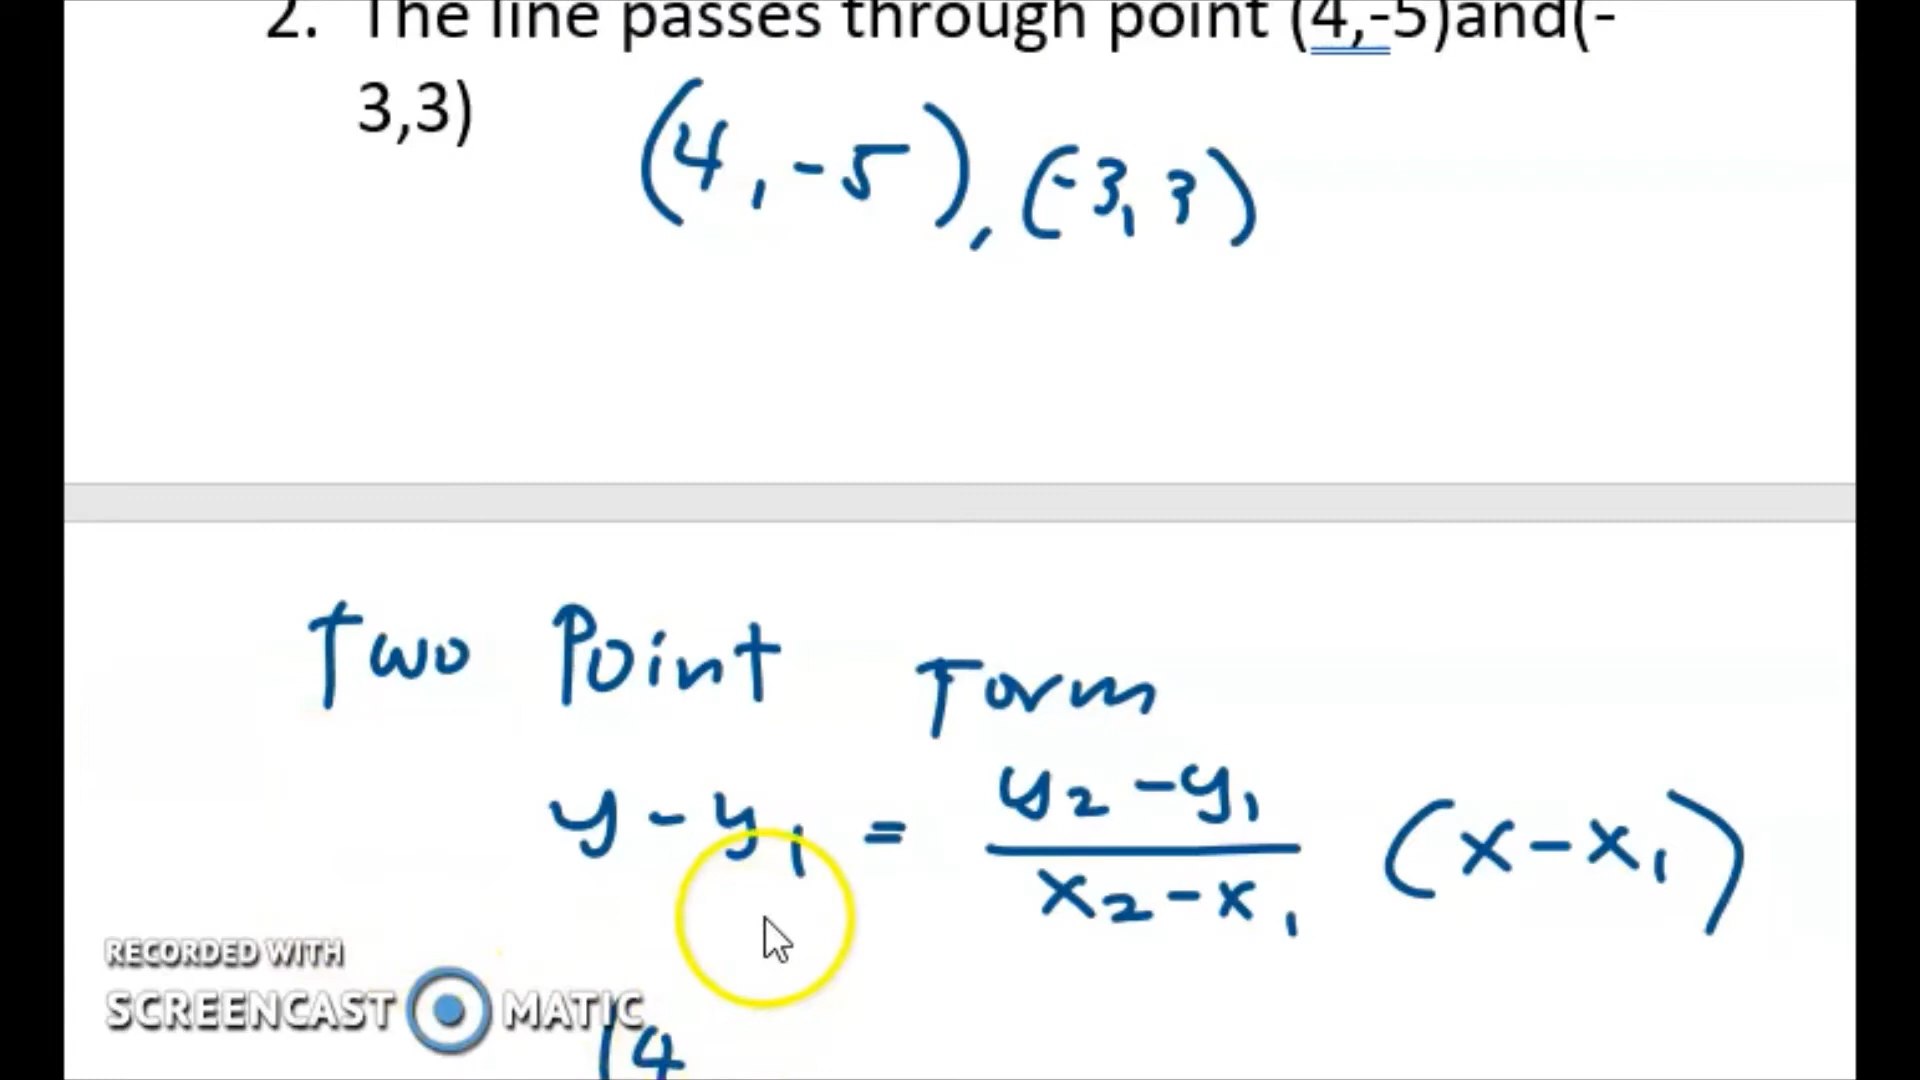 2. The line passes through point (4,-5)and(-
3,3)
(4, -5), (-3, 3)
Two Point Form
y - y₁ = y₂ - y₁ / x₂ - x₁ (x - x₁)
RECORDED WITH
SCREENCAST MATIC
(4